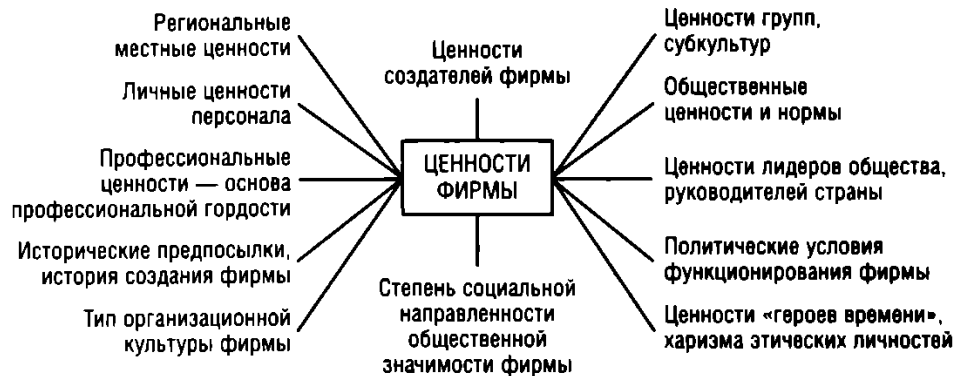 Региональные
местные ценности
Личные ценности
персонала
Профессиональные
ценности — основа
профессиональной гордости
Исторические предпосылки,
история создания фирмы
Тип организационной
культуры фирмы
Ценности
создателей фирмы
ЦЕННОСТИ
ФИРМЫ
Степень социальной
направленности
общественной
значимости фирмы
Ценности групп,
субкультур
Общественные
ценности и нормы
Ценности лидеров общества,
руководителей страны
Политические условия
функционирования фирмы
Ценности «героев времени»,
харизма этических личностей